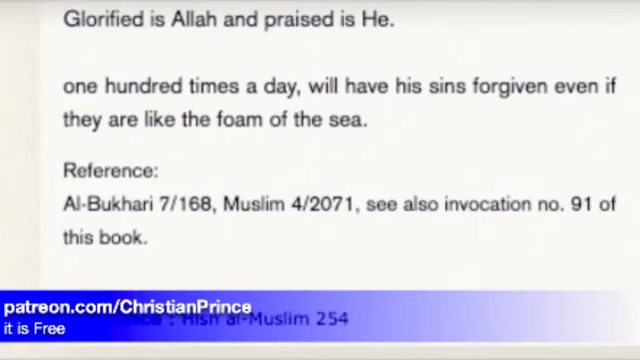 Glorified is Allah and praised is He.
one hundred times a day, will have his sins forgiven even if
they are like the foam of the sea.
Reference:
Al-Bukhari 7/168, Muslim 4/2071, see also invocation no. 91 of
this book.
patreon.com/ChristianPrince
: Hisn al-Muslim 254
it is Free